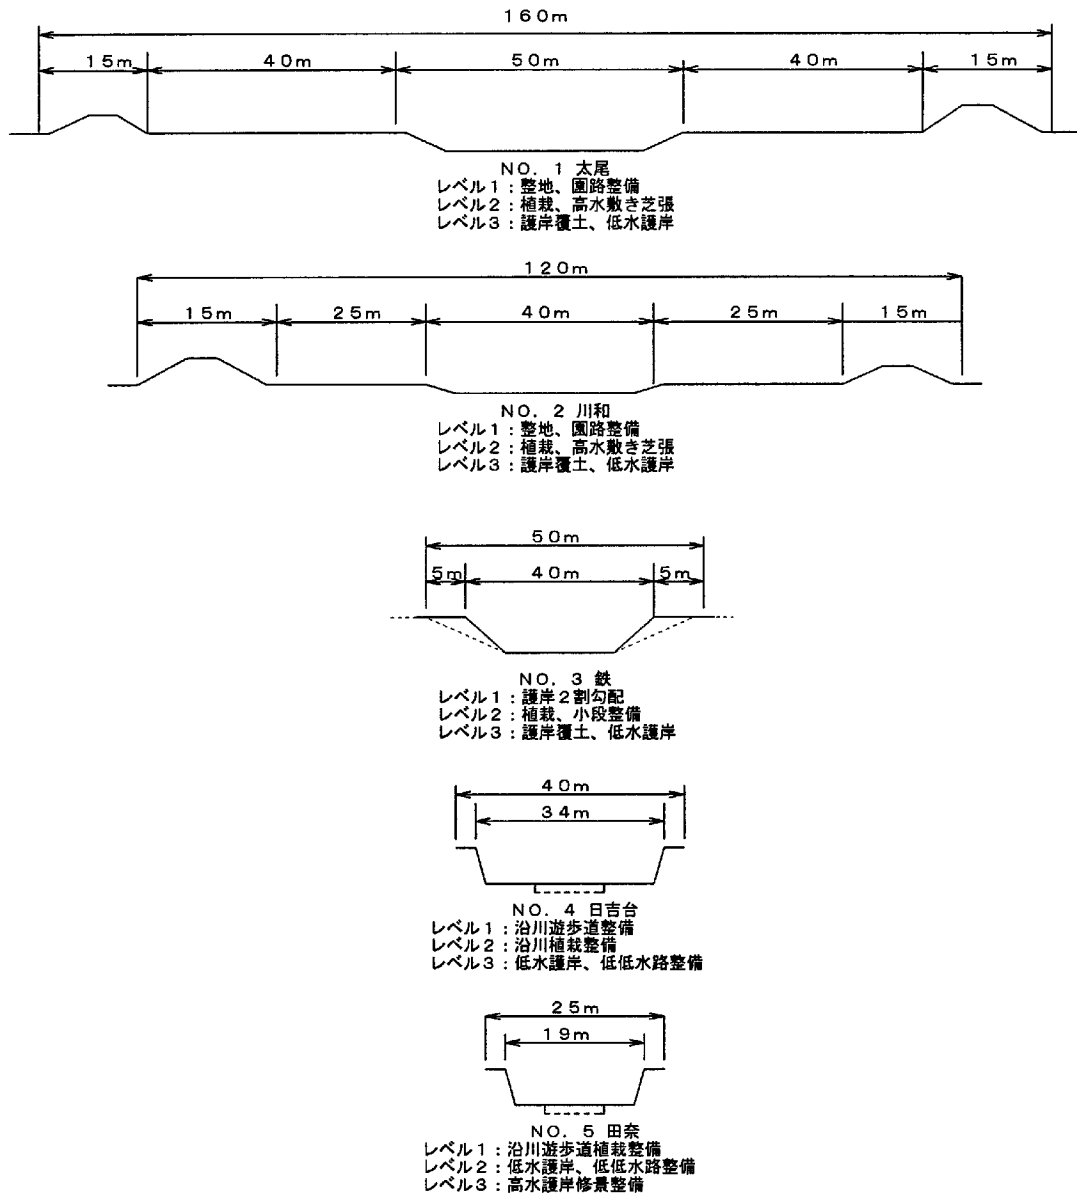 160m
15m 40m 50m 40m 15m
NO. 1 太尾
レベル1：整地、園路整備
レベル2：植栽、高水敷き芝張
レベル3：護岸覆土、低水護岸
120m
15m 25m 40m 25m 15m
NO. 2 川和
レベル1：整地、園路整備
レベル2：植栽、高水敷き芝張
レベル3：護岸覆土、低水護岸
50m
5m 40m 5m
NO. 3 鉄
レベル1：護岸2割勾配
レベル2：植栽、小段整備
レベル3：護岸覆土、低水護岸
40m
34m
NO. 4 日吉台
レベル1：沿川遊歩道整備
レベル2：沿川植栽整備
レベル3：低水護岸、低低水路整備
25m
19m
NO. 5 田奈
レベル1：沿川遊歩道植栽整備
レベル2：低水護岸、低低水路整備
レベル3：高水護岸修景整備